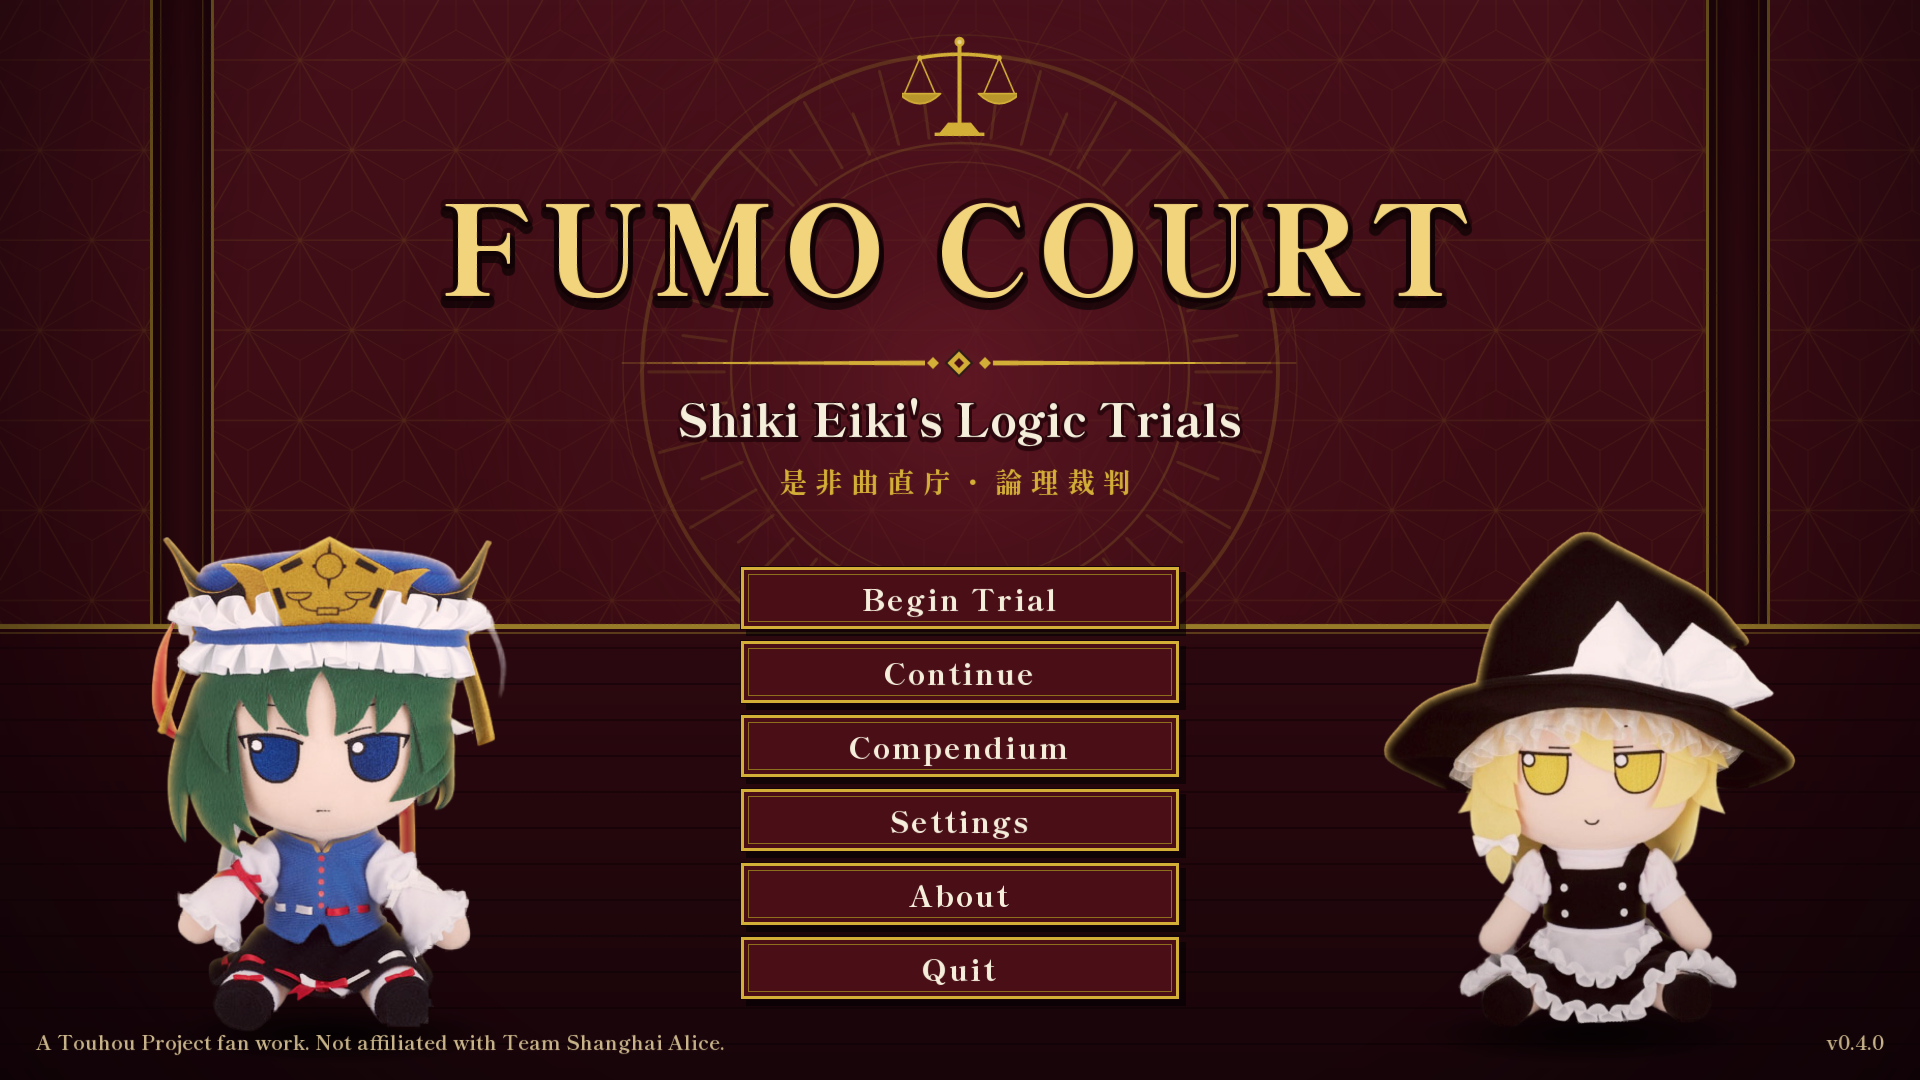 FUMO COURT
Shiki Eiki's Logic Trials
是非曲直庁・論理裁判
Begin Trial
Continue
Compendium
Settings
About
Quit
A Touhou Project fan work. Not affiliated with Team Shanghai Alice.
v0.4.0